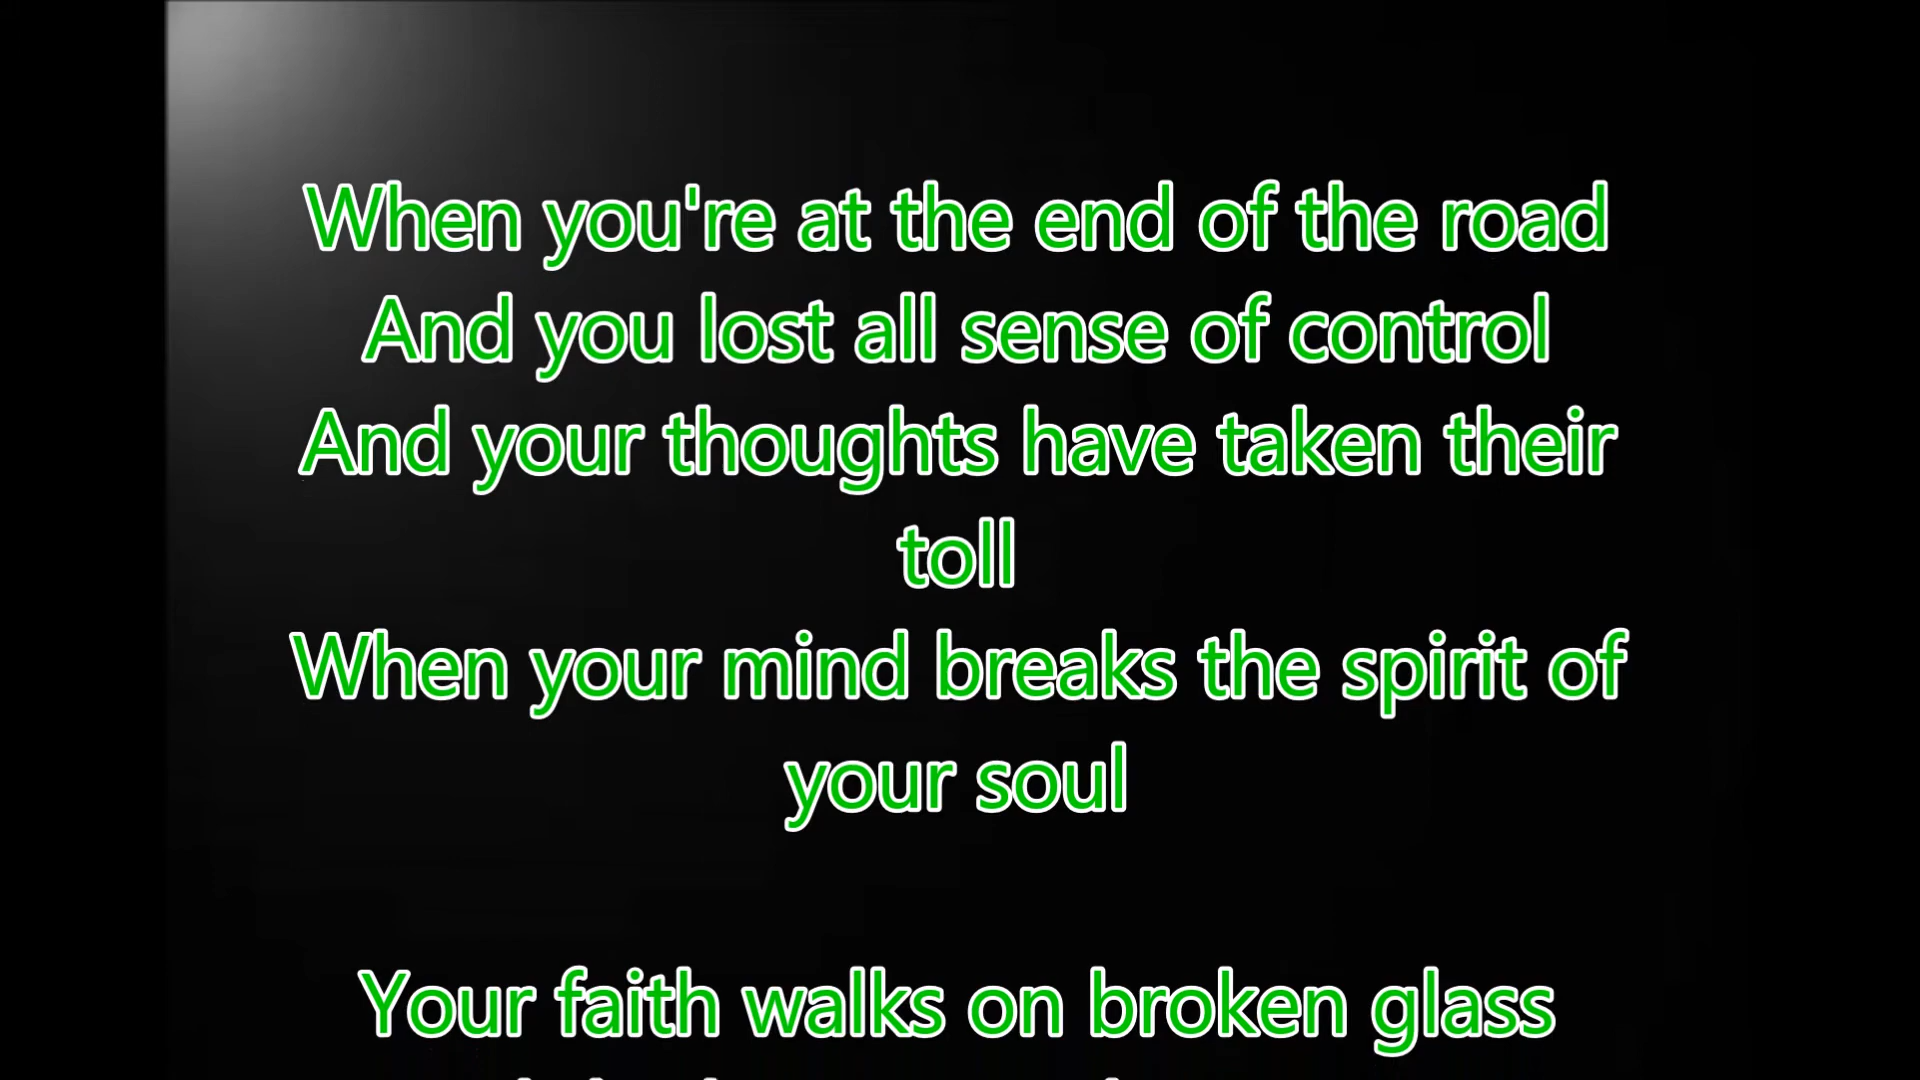 When you're at the end of the road
And you lost all sense of control
And your thoughts have taken their
toll
When your mind breaks the spirit of
your soul
Your faith walks on broken glass